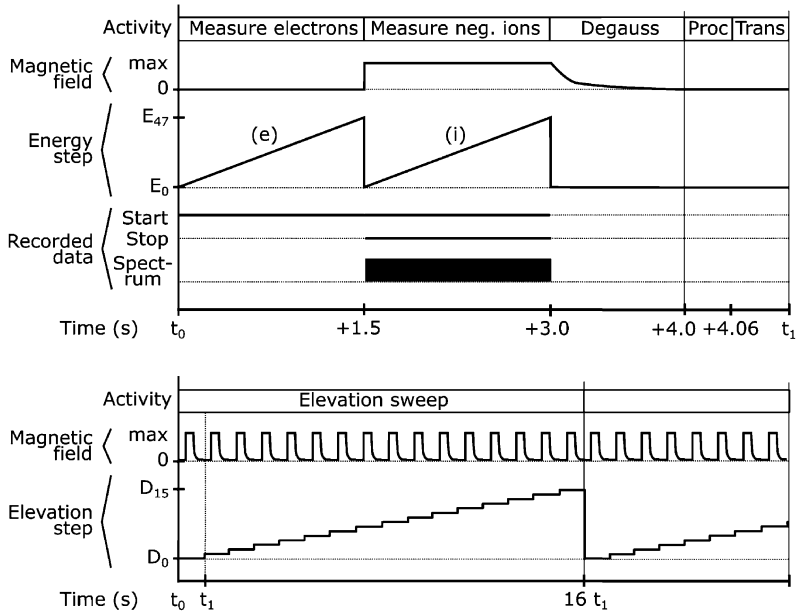 Activity Measure electrons Measure neg. ions Degauss Proc Trans
Magnetic field max 0
Energy step E47 (e) (i) E0
Recorded data Start
Stop
Spect-
rum
Time (s) t0 +1.5 +3.0 +4.0 +4.06 t1
Activity Elevation sweep
Magnetic field max 0
Elevation step D15 D0
Time (s) t0 t1 16 t1